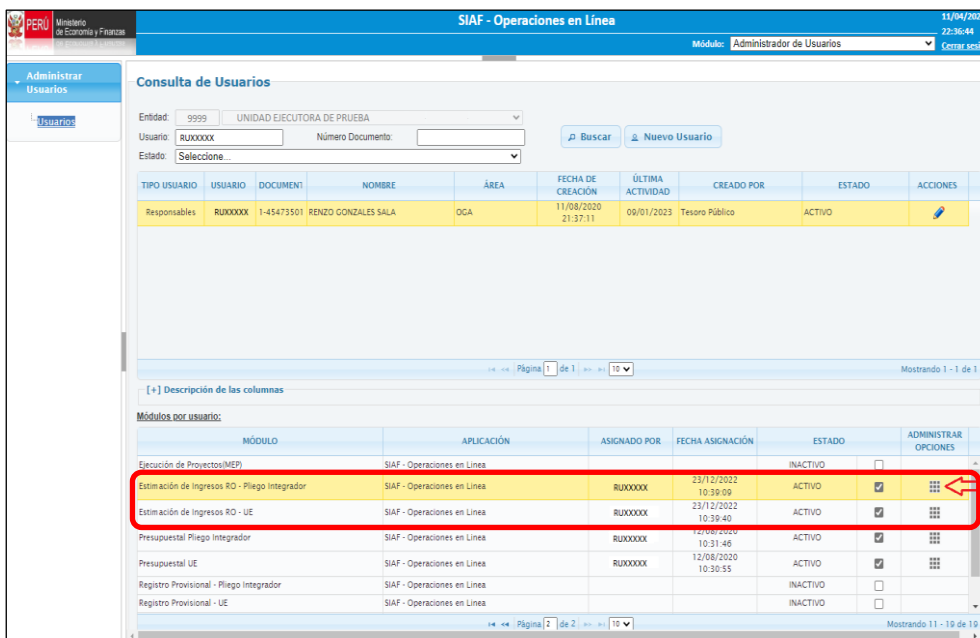 PERÚ Ministerio de Economía y Finanzas
SIAF - Operaciones en Línea
11/04/202
22:36:44
Módulo: Administrador de Usuarios
Cerrar sesi
Administrar Usuarios
Usuarios
Consulta de Usuarios
Entidad: 9999 UNIDAD EJECUTORA DE PRUEBA
Usuario: RUXXXXX Número Documento: Buscar Nuevo Usuario
Estado: Seleccione...
TIPO USUARIO USUARIO DOCUMENT NOMBRE ÁREA FECHA DE CREACIÓN ÚLTIMA ACTIVIDAD CREADO POR ESTADO ACCIONES
Responsables RUXXXXX 1-45473501 RENZO GONZALES SALA OGA 11/08/2020 21:37:11 09/01/2023 Tesoro Público ACTIVO
Página 1 de 1 10 Mostrando 1 - 1 de 1
[+] Descripción de las columnas
Módulos por usuario:
MÓDULO APLICACIÓN ASIGNADO POR FECHA ASIGNACIÓN ESTADO ADMINISTRAR OPCIONES
Ejecución de Proyectos(MEP) SIAF - Operaciones en Linea INACTIVO
Estimación de Ingresos RO - Pliego Integrador SIAF - Operaciones en Linea RUXXXXX 23/12/2022 10:39:09 ACTIVO
Estimación de Ingresos RO - UE SIAF - Operaciones en Linea RUXXXXX 23/12/2022 10:39:40 ACTIVO
Presupuestal Pliego Integrador SIAF - Operaciones en Linea RUXXXXX 12/08/2020 10:31:46 ACTIVO
Presupuestal UE SIAF - Operaciones en Linea RUXXXXX 12/08/2020 10:30:55 ACTIVO
Registro Provisional - Pliego Integrador SIAF - Operaciones en Linea INACTIVO
Registro Provisional - UE SIAF - Operaciones en Linea INACTIVO
Página 2 de 2 10 Mostrando 11 - 19 de 19